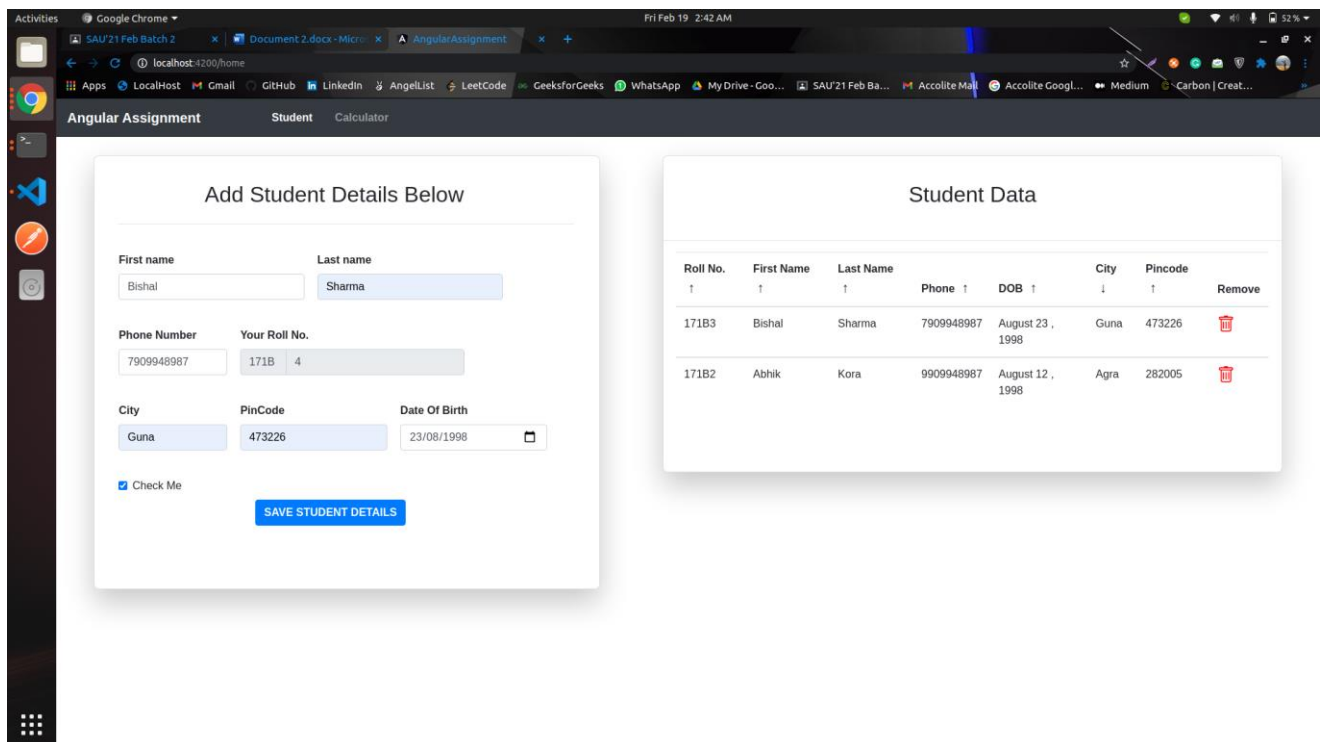 Activities Google Chrome Fri Feb 19 2:42 AM 52 %
SAU'21 Feb Batch 2 Document 2.docx - Micro AngularAssignment
localhost:4200/home
Apps LocalHost Gmail GitHub LinkedIn AngelList LeetCode GeeksforGeeks WhatsApp My Drive - Goo... SAU'21 Feb Ba... Accolite Mail Accolite Googl... Medium Carbon | Creat...
Angular Assignment Student Calculator
Add Student Details Below
First name Last name
Bishal Sharma
Phone Number Your Roll No.
7909948987 171B 4
City PinCode Date Of Birth
Guna 473226 23/08/1998
Check Me
SAVE STUDENT DETAILS
Student Data
Roll No. ↑ First Name ↑ Last Name ↑ Phone ↑ DOB ↑ City ↓ Pincode ↑ Remove
171B3 Bishal Sharma 7909948987 August 23 , Guna 473226
1998
171B2 Abhik Kora 9909948987 August 12 , Agra 282005
1998